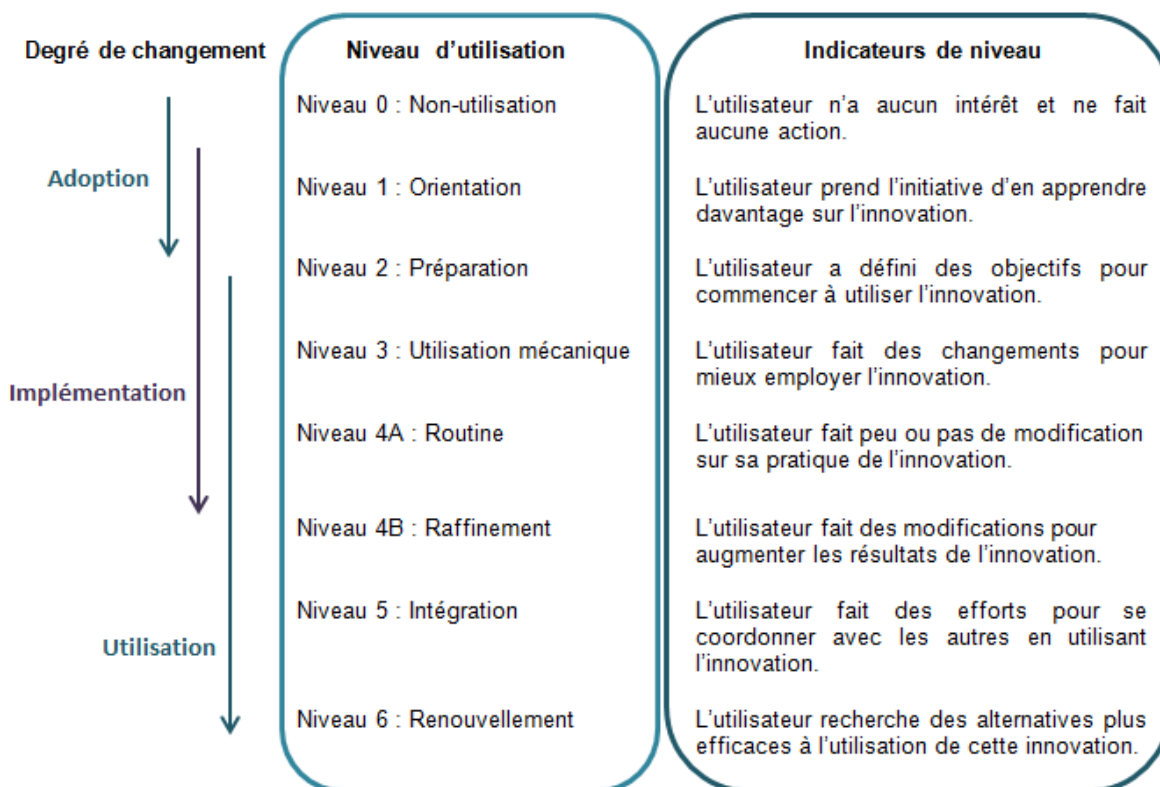 Degré de changement
Niveau d'utilisation
Indicateurs de niveau
Adoption
Implémentation
Utilisation
Niveau 0 : Non-utilisation
L'utilisateur n'a aucun intérêt et ne fait
aucune action.
Niveau 1 : Orientation
L'utilisateur prend l'initiative d'en apprendre
davantage sur l'innovation.
Niveau 2 : Préparation
L'utilisateur a défini des objectifs pour
commencer à utiliser l'innovation.
Niveau 3 : Utilisation mécanique
L'utilisateur fait des changements pour
mieux employer l'innovation.
Niveau 4A : Routine
L'utilisateur fait peu ou pas de modification
sur sa pratique de l'innovation.
Niveau 4B : Raffinement
L'utilisateur fait des modifications pour
augmenter les résultats de l'innovation.
Niveau 5 : Intégration
L'utilisateur fait des efforts pour se
coordonner avec les autres en utilisant
l'innovation.
Niveau 6 : Renouvellement
L'utilisateur recherche des alternatives plus
efficaces à l'utilisation de cette innovation.